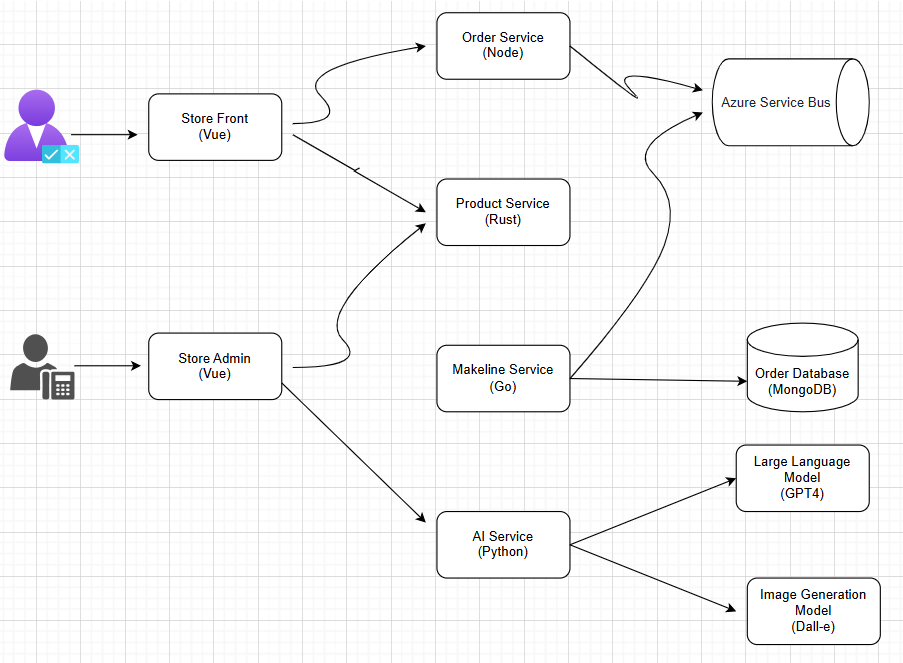 Order Service
(Node)
Azure Service Bus
Store Front
(Vue)
Product Service
(Rust)
Store Admin
(Vue)
Makeline Service
(Go)
Order Database
(MongoDB)
Large Language
Model
(GPT4)
AI Service
(Python)
Image Generation
Model
(Dall-e)